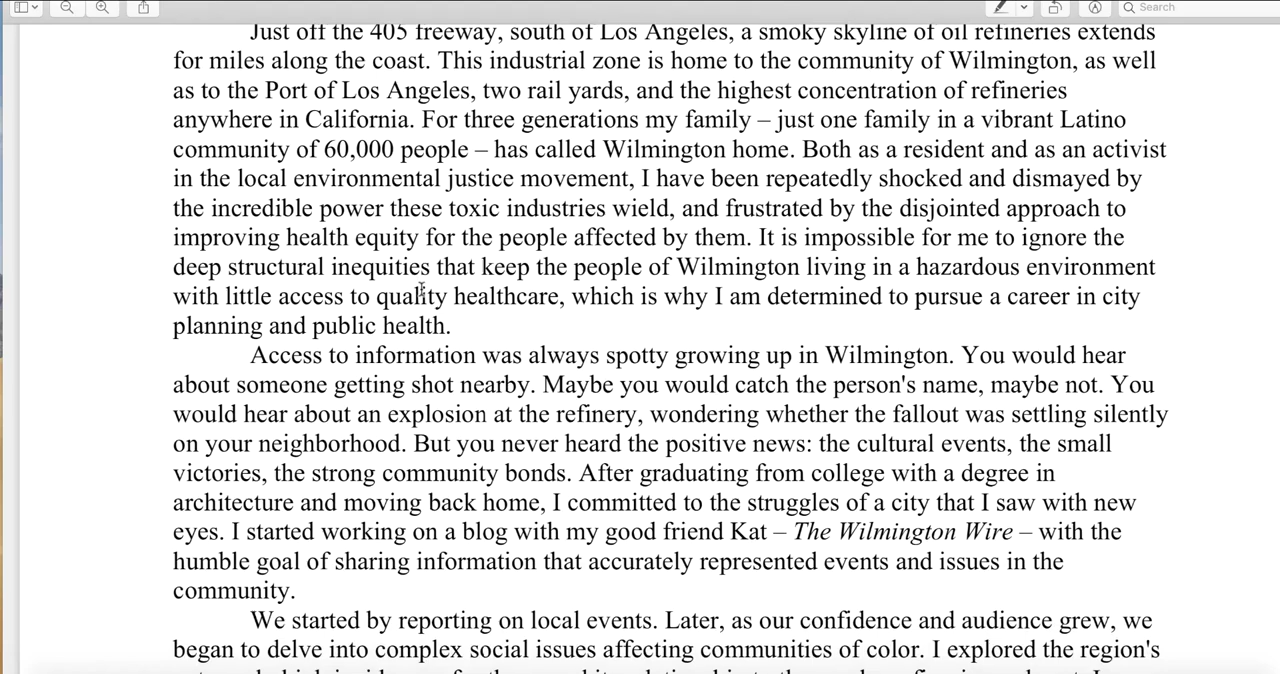 Search
Just off the 405 freeway, south of Los Angeles, a smoky skyline of oil refineries extends
for miles along the coast. This industrial zone is home to the community of Wilmington, as well
as to the Port of Los Angeles, two rail yards, and the highest concentration of refineries
anywhere in California. For three generations my family – just one family in a vibrant Latino
community of 60,000 people – has called Wilmington home. Both as a resident and as an activist
in the local environmental justice movement, I have been repeatedly shocked and dismayed by
the incredible power these toxic industries wield, and frustrated by the disjointed approach to
improving health equity for the people affected by them. It is impossible for me to ignore the
deep structural inequities that keep the people of Wilmington living in a hazardous environment
with little access to quality healthcare, which is why I am determined to pursue a career in city
planning and public health.
Access to information was always spotty growing up in Wilmington. You would hear
about someone getting shot nearby. Maybe you would catch the person's name, maybe not. You
would hear about an explosion at the refinery, wondering whether the fallout was settling silently
on your neighborhood. But you never heard the positive news: the cultural events, the small
victories, the strong community bonds. After graduating from college with a degree in
architecture and moving back home, I committed to the struggles of a city that I saw with new
eyes. I started working on a blog with my good friend Kat – The Wilmington Wire – with the
humble goal of sharing information that accurately represented events and issues in the
community.
We started by reporting on local events. Later, as our confidence and audience grew, we
began to delve into complex social issues affecting communities of color. I explored the region's